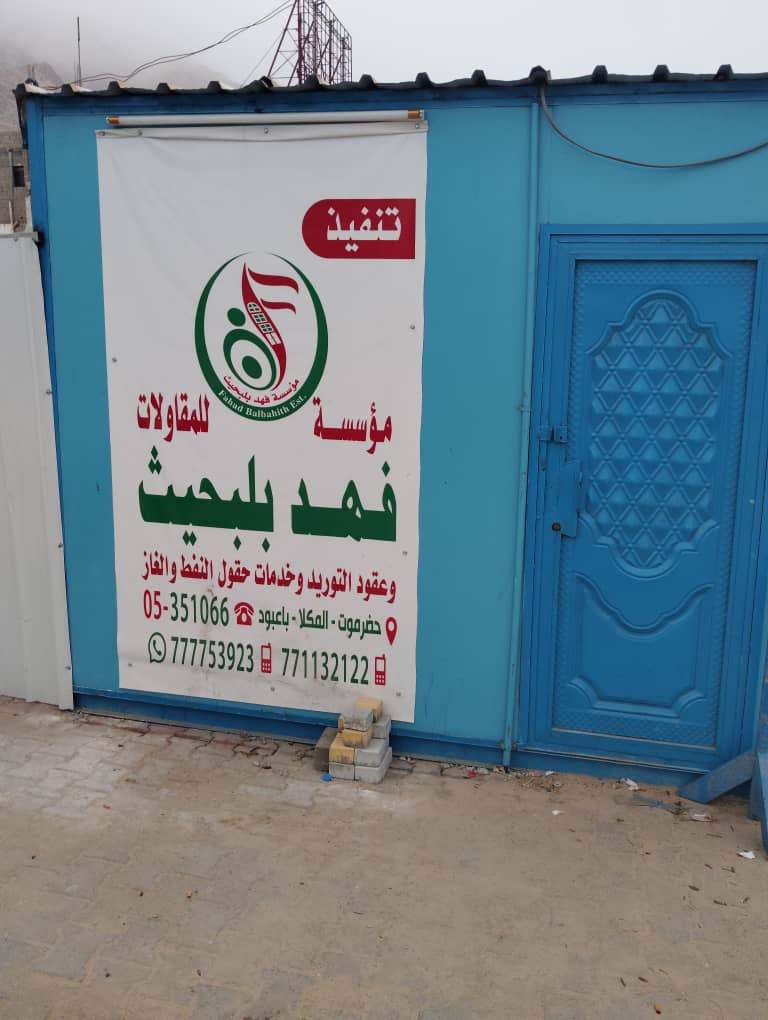 تنفيذ
مؤسسة فهد بلبحيث
Fahad Balbahith Est.
مؤسسة للمقاولات
فهد بلبحيث
وعقود التوريد وخدمات حقول النفط والغاز
حضرموت - المكلا - باعبود 05-351066
771132122 777753923